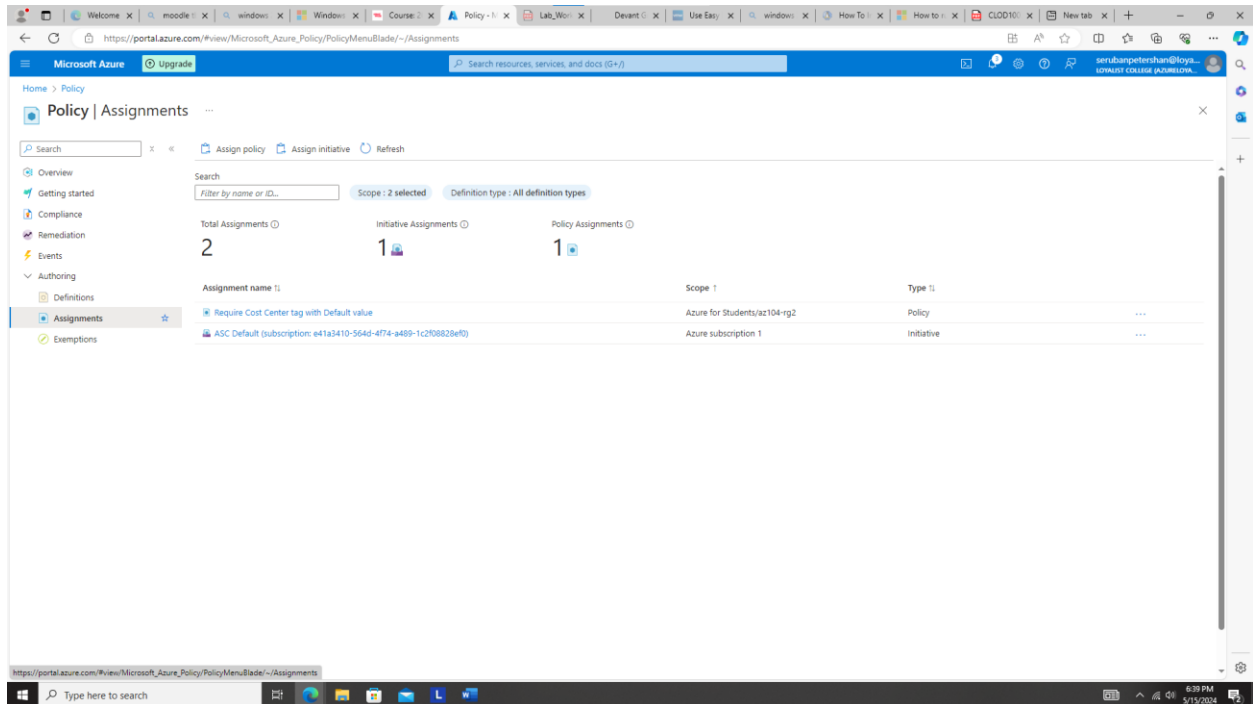 Welcome
moodle
windows
Windows
Course: 2
Policy - M
Lab_Wor
Devant G
Use Easy
windows
How To
How to
CLOD10
New tab
https://portal.azure.com/#view/Microsoft_Azure_Policy/PolicyMenuBlade/~/Assignments
Microsoft Azure
Upgrade
Search resources, services, and docs (G+/)
3
serubanpetershan@loya...
LOYALIST COLLEGE (AZURELOYA...
Home > Policy
Policy | Assignments ...
Search
Assign policy
Assign initiative
Refresh
Overview
Getting started
Compliance
Remediation
Events
Authoring
Definitions
Assignments
Exemptions
Search
Filter by name or ID...
Scope : 2 selected
Definition type : All definition types
Total Assignments
Initiative Assignments
Policy Assignments
2
1
1
Assignment name
Scope
Type
Require Cost Center tag with Default value
Azure for Students/az104-rg2
Policy
...
ASC Default (subscription: e41a3410-564d-4f74-a489-1c2f08828ef0)
Azure subscription 1
Initiative
...
https://portal.azure.com/#view/Microsoft_Azure_Policy/PolicyMenuBlade/~/Assignments
Type here to search
6:39 PM
5/15/2024